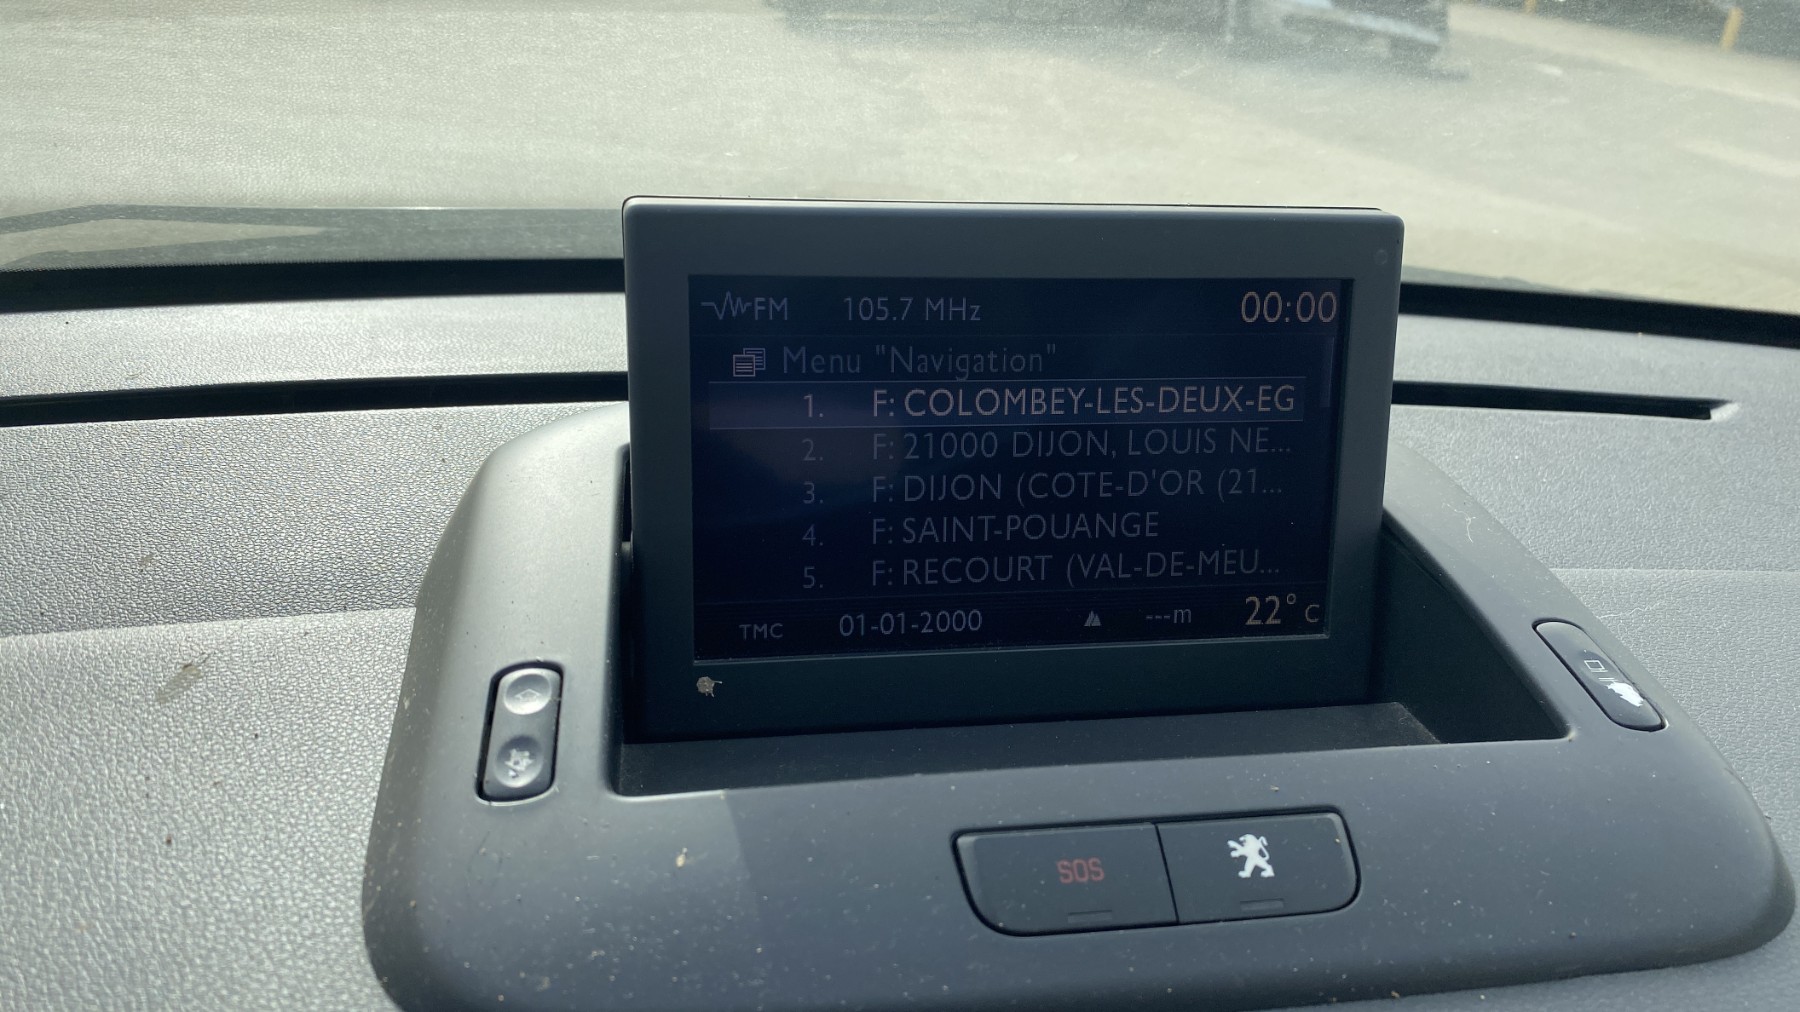 FM 105.7 MHz 00:00
Menu "Navigation"
1. F: COLOMBEY-LES-DEUX-EG
2. F: 21000 DIJON, LOUIS NE...
3. F: DIJON (COTE-D'OR (21...
4. F: SAINT-POUANGE
5. F: RECOURT (VAL-DE-MEU...
TMC 01-01-2000 ---m 22° C
SOS